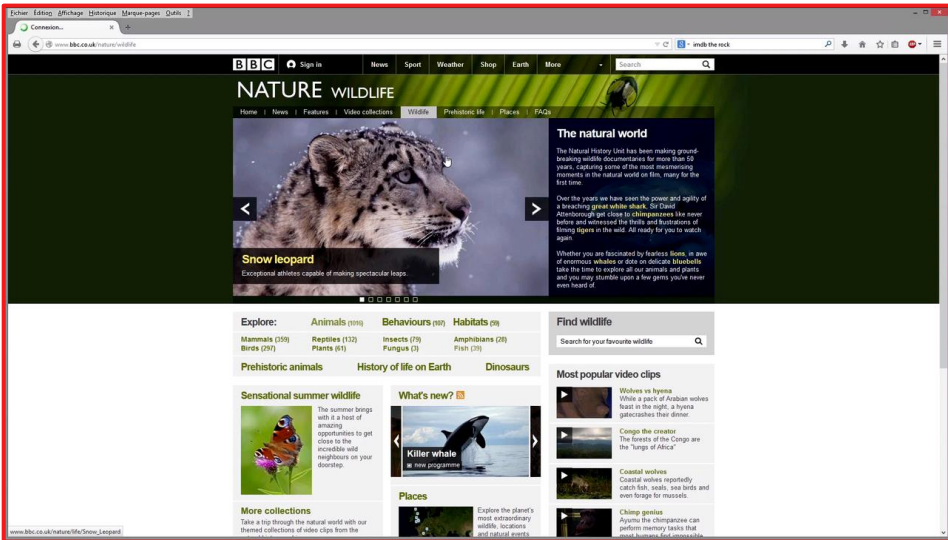 Eichier Édition Affichage Historique Marque-pages Outils ?
Connexion...
www.bbc.co.uk/nature/wildlife
imdb the rock
BBC Sign in News Sport Weather Shop Earth More Search
NATURE WILDLIFE
Home | News | Features | Video collections | Wildlife | Prehistoric life | Places | FAQs
The natural world
The Natural History Unit has been making ground-
breaking wildlife documentaries for more than 50
years, capturing some of the most mesmerising
moments in the natural world on film, many for the
first time.
Over the years we have seen the power and agility of
a breaching great white shark, Sir David
Attenborough get close to chimpanzees like never
before and witnessed the thrills and frustrations of
filming tigers in the wild. All ready for you to watch
again.
Whether you are fascinated by fearless lions, in awe
of enormous whales or dote on delicate bluebells
take the time to explore all our animals and plants
and you may stumble upon a few gems you've never
even heard of.
Snow leopard
Exceptional athletes capable of making spectacular leaps.
Explore: Animals (1016) Behaviours (107) Habitats (59)
Mammals (359) Reptiles (132) Insects (79) Amphibians (28)
Birds (297) Plants (61) Fungus (3) Fish (39)
Prehistoric animals History of life on Earth Dinosaurs
Find wildlife
Search for your favourite wildlife
Sensational summer wildlife
The summer brings
with it a host of
amazing
opportunities to get
close to the
incredible wild
neighbours on your
doorstep.
More collections
Take a trip through the natural world with our
themed collections of video clips from the
What's new?
Killer whale
new programme
Places
Explore the planet's
most extraordinary
wildlife, locations
and natural events
Most popular video clips
Wolves vs hyena
While a pack of Arabian wolves
feast in the night, a hyena
gatecrashes their dinner.
Congo the creator
The forests of the Congo are
the "lungs of Africa"
Coastal wolves
Coastal wolves reportedly
catch fish, seals, sea birds and
even forage for mussels.
Chimp genius
Ayumu the chimpanzee can
perform memory tasks that
most humans find impossible
www.bbc.co.uk/nature/life/Snow_Leopard